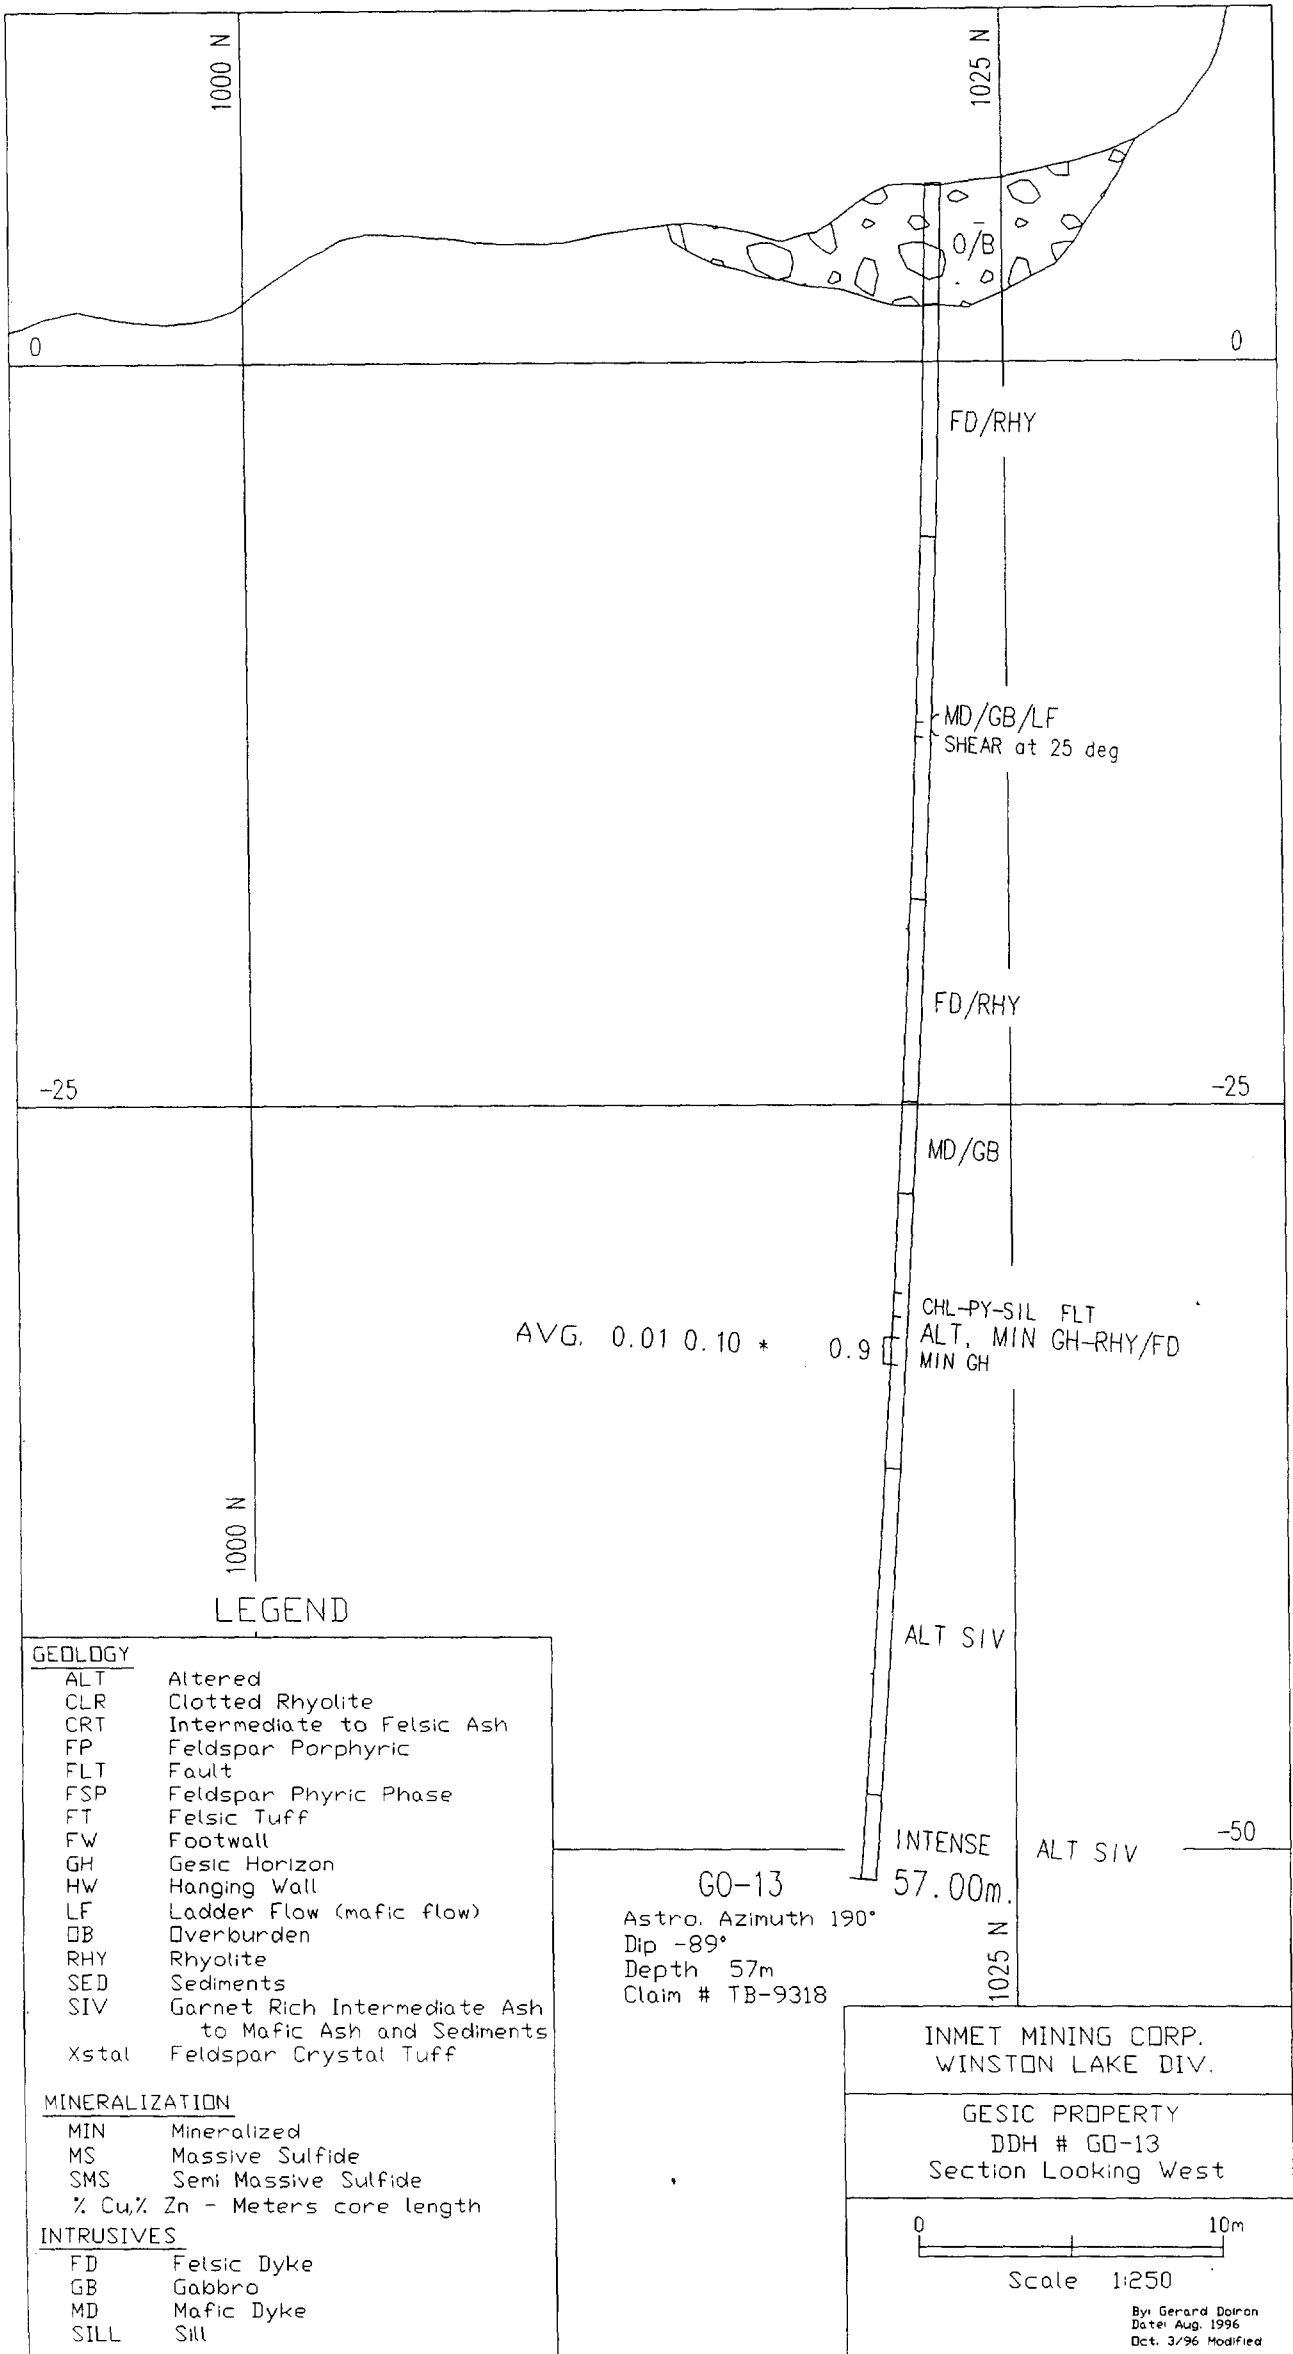 1000 N
1025 N
O/B
0
0
FD/RHY
MD/GB/LF
SHEAR at 25 deg
FD/RHY
-25
-25
MD/GB
CHL-PY-SIL FLT
AVG. 0.01 0.10 * 0.9
ALT, MIN GH-RHY/FD
MIN GH
1000 N
ALT SIV
-50
INTENSE ALT SIV
57.00m.
1025 N
GO-13
Astro. Azimuth 190°
Dip -89°
Depth 57m
Claim # TB-9318
LEGEND
GEOLOGY
ALT Altered
CLR Clotted Rhyolite
CRT Intermediate to Felsic Ash
FP Feldspar Porphyric
FLT Fault
FSP Feldspar Phyric Phase
FT Felsic Tuff
FW Footwall
GH Gesic Horizon
HW Hanging Wall
LF Ladder Flow (mafic flow)
OB Overburden
RHY Rhyolite
SED Sediments
SIV Garnet Rich Intermediate Ash
to Mafic Ash and Sediments
Xstal Feldspar Crystal Tuff
MINERALIZATION
MIN Mineralized
MS Massive Sulfide
SMS Semi Massive Sulfide
% Cu,% Zn - Meters core length
INTRUSIVES
FD Felsic Dyke
GB Gabbro
MD Mafic Dyke
SILL Sill
INMET MINING CORP.
WINSTON LAKE DIV.
GESIC PROPERTY
DDH # GO-13
Section Looking West
0 10m
Scale 1:250
By: Gerard Doiron
Date: Aug. 1996
Oct. 3/96 Modified